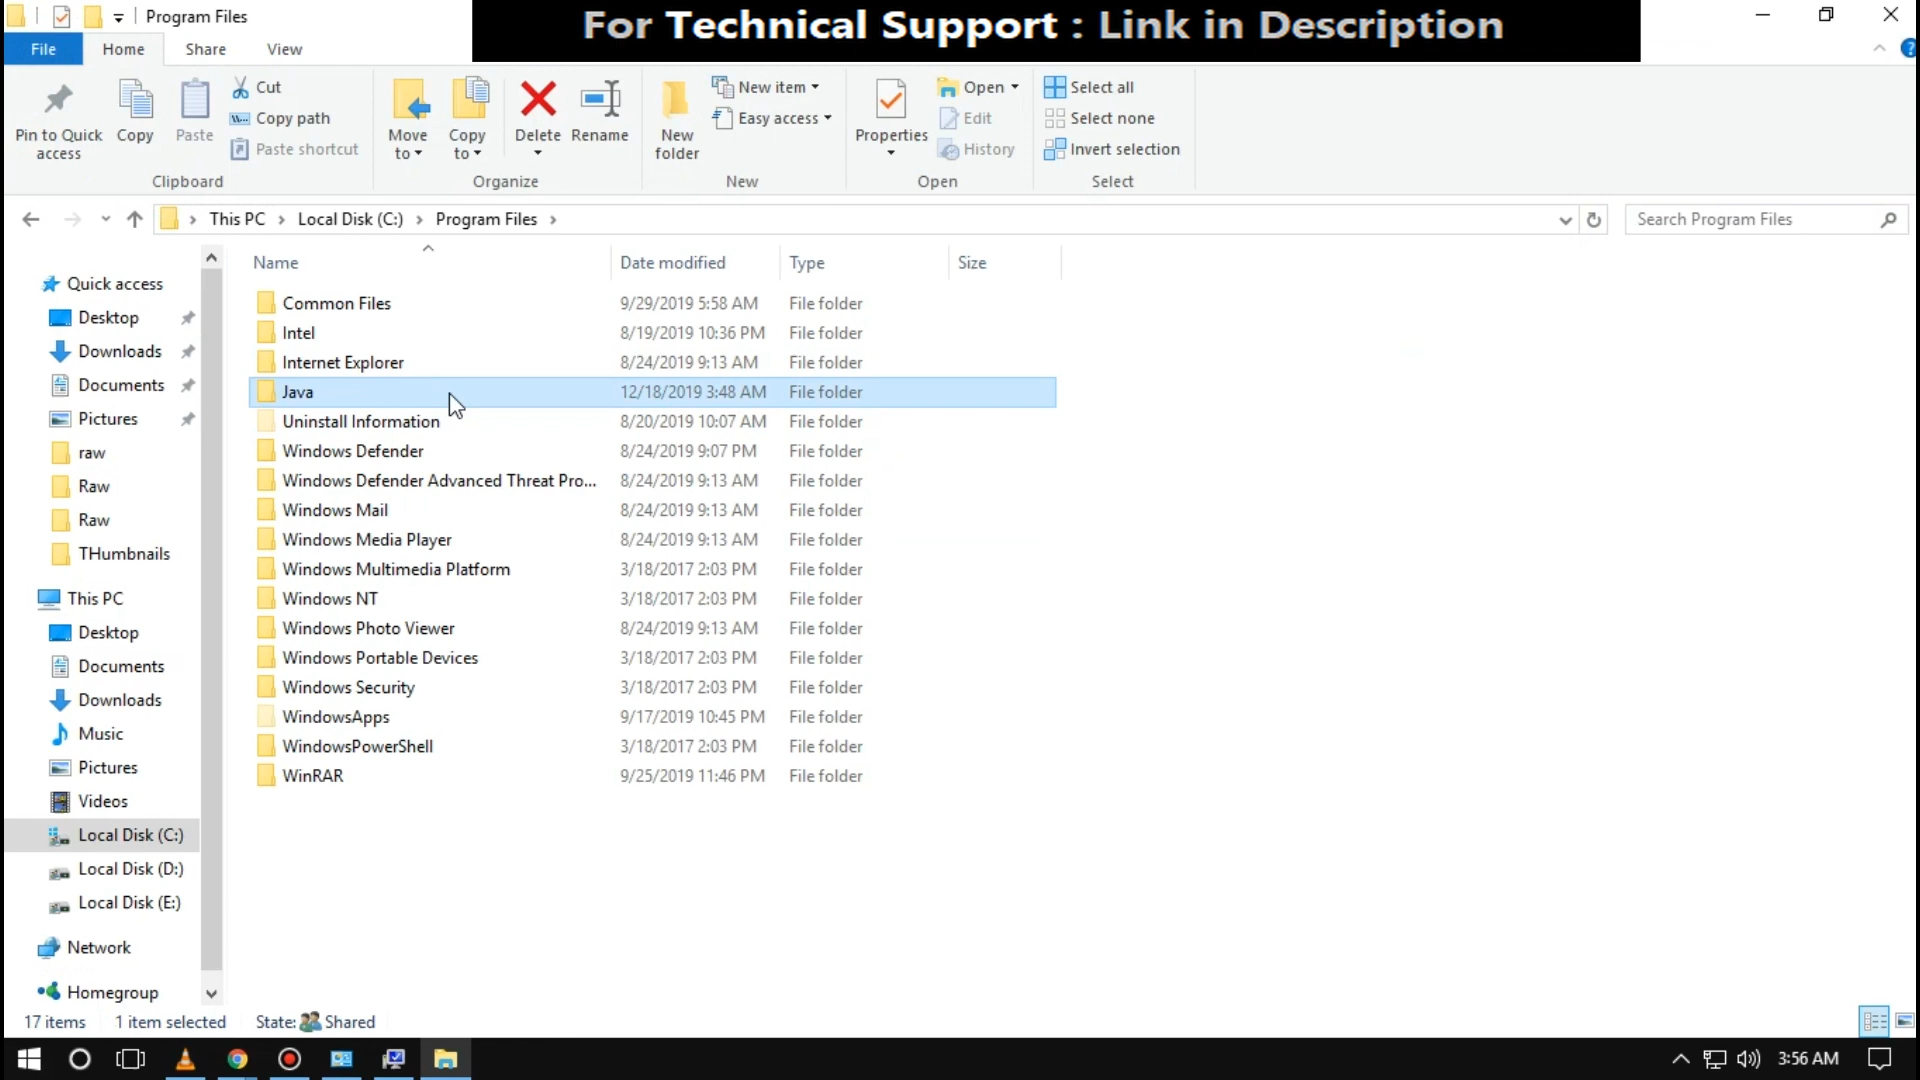 Program Files
For Technical Support : Link in Description
File Home Share View
Pin to Quick access
Copy
Paste
Cut
Copy path
Paste shortcut
Clipboard
Move to
Copy to
Delete
Rename
Organize
New folder
New item
Easy access
New
Properties
Open
Edit
History
Open
Select all
Select none
Invert selection
Select
This PC > Local Disk (C:) > Program Files >
Search Program Files
Quick access
Desktop
Downloads
Documents
Pictures
raw
Raw
Raw
THumbnails
This PC
Desktop
Documents
Downloads
Music
Pictures
Videos
Local Disk (C:)
Local Disk (D:)
Local Disk (E:)
Network
Homegroup
Name Date modified Type Size
Common Files 9/29/2019 5:58 AM File folder
Intel 8/19/2019 10:36 PM File folder
Internet Explorer 8/24/2019 9:13 AM File folder
Java 12/18/2019 3:48 AM File folder
Uninstall Information 8/20/2019 10:07 AM File folder
Windows Defender 8/24/2019 9:07 PM File folder
Windows Defender Advanced Threat Pro... 8/24/2019 9:13 AM File folder
Windows Mail 8/24/2019 9:13 AM File folder
Windows Media Player 8/24/2019 9:13 AM File folder
Windows Multimedia Platform 3/18/2017 2:03 PM File folder
Windows NT 3/18/2017 2:03 PM File folder
Windows Photo Viewer 8/24/2019 9:13 AM File folder
Windows Portable Devices 3/18/2017 2:03 PM File folder
Windows Security 3/18/2017 2:03 PM File folder
WindowsApps 9/17/2019 10:45 PM File folder
WindowsPowerShell 3/18/2017 2:03 PM File folder
WinRAR 9/25/2019 11:46 PM File folder
17 items 1 item selected State: Shared
3:56 AM